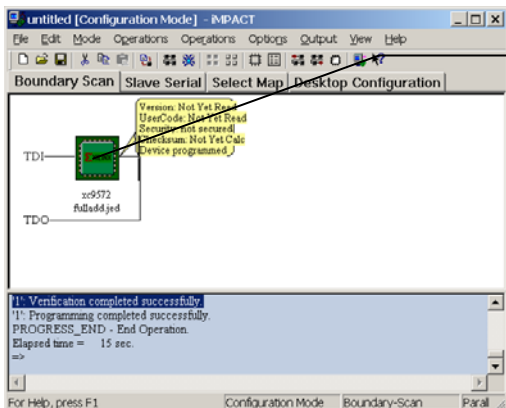 untitled [Configuration Mode] - iMPACT
File Edit Mode Operations Operations Options Output View Help
Boundary Scan Slave Serial Select Map Desktop Configuration
Version: Not Yet Read
UserCode: Not Yet Read
Security: not secured
Checksum: Not Yet Calc
Device programmed
TDI
xc9572
fulladd.jed
TDO
'1': Verification completed successfully.
'1': Programming completed successfully.
PROGRESS_END - End Operation.
Elapsed time = 15 sec.
=>
For Help, press F1 Configuration Mode Boundary-Scan Paral